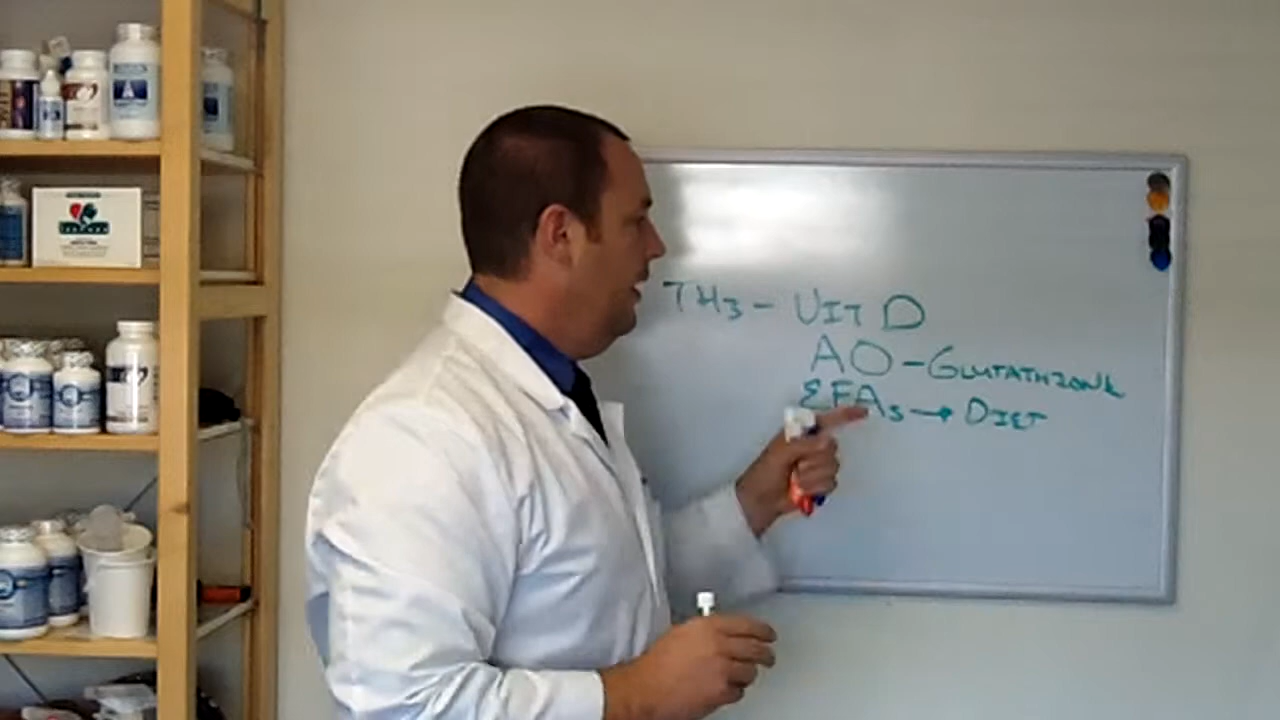 TH3 - VIT D
AO - GLUTATHIONE
EFAs → DIET